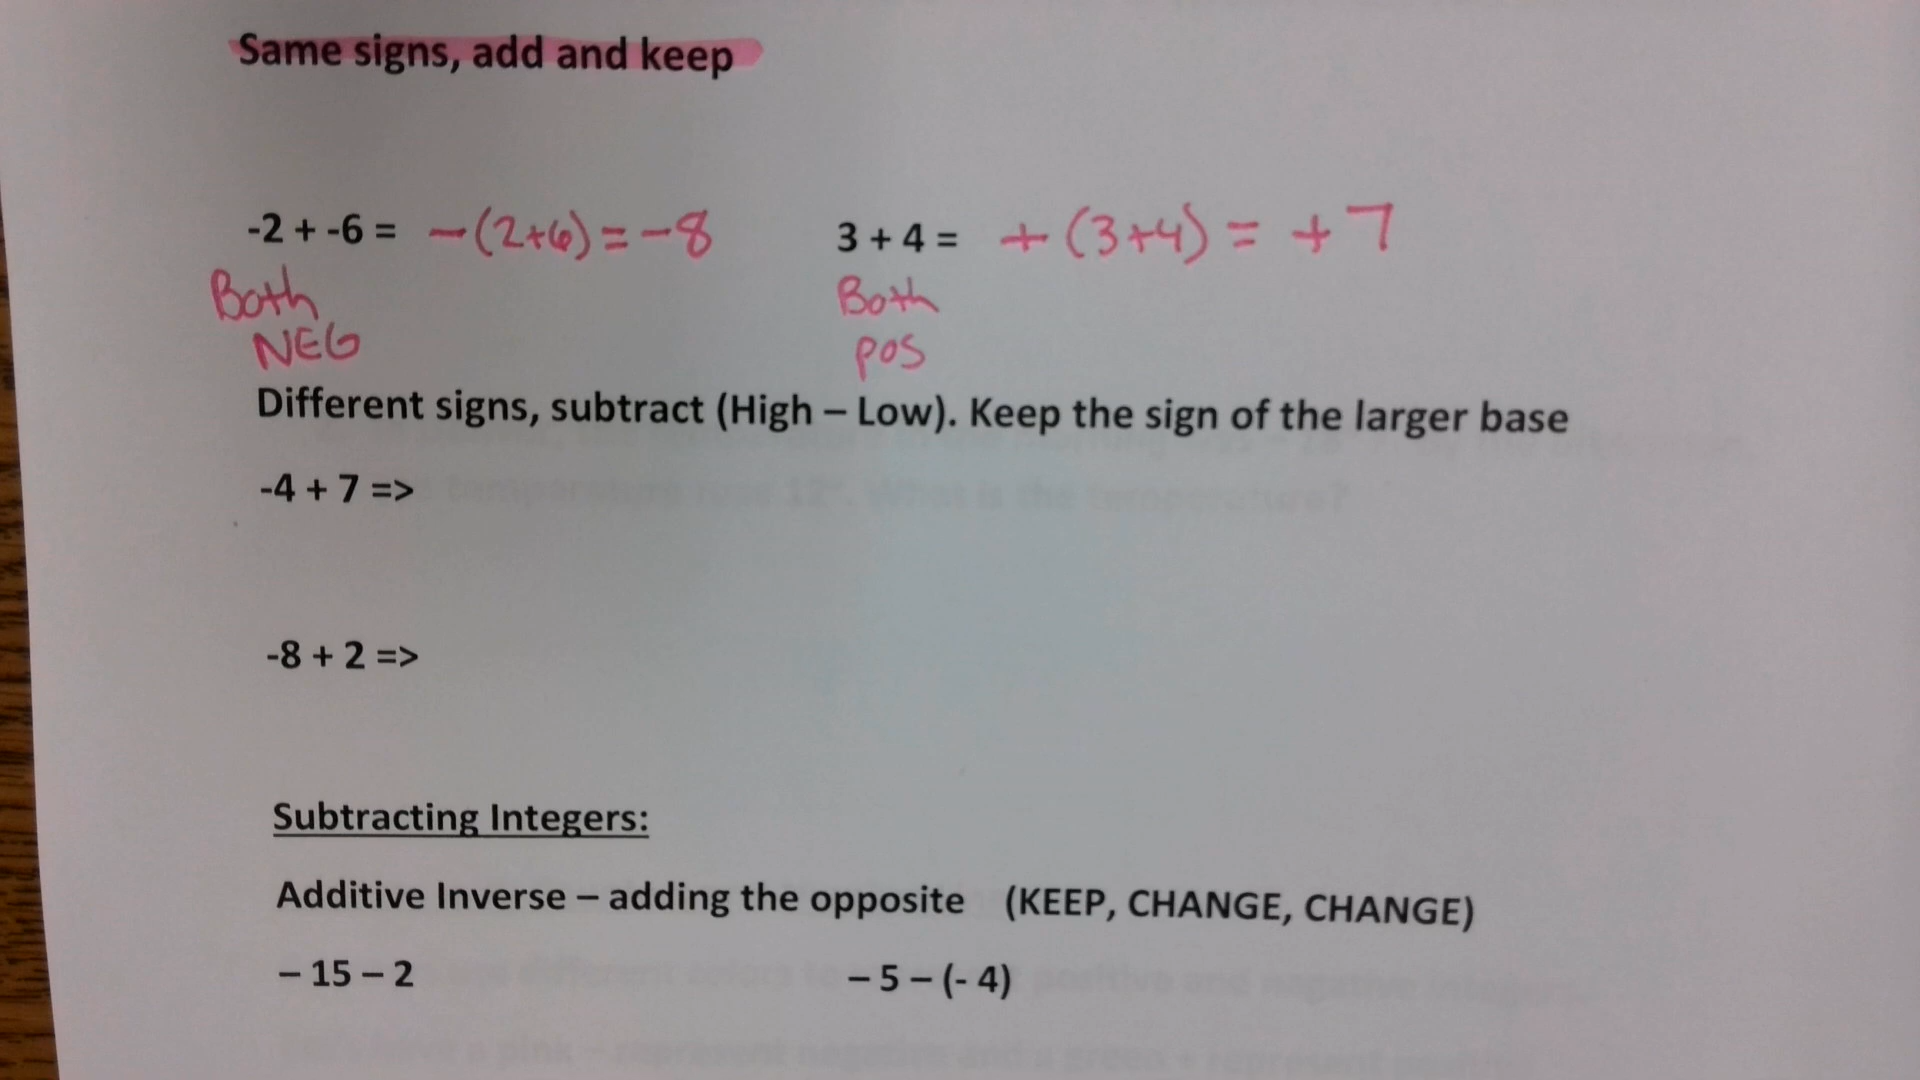 Same signs, add and keep
-2 + -6 = -(2+6) = -8
3 + 4 = +(3+4) = +7
Both
NEG
Both
POS
Different signs, subtract (High – Low). Keep the sign of the larger base
-4 + 7 =>
-8 + 2 =>
Subtracting Integers:
Additive Inverse – adding the opposite (KEEP, CHANGE, CHANGE)
– 15 – 2
– 5 – (- 4)